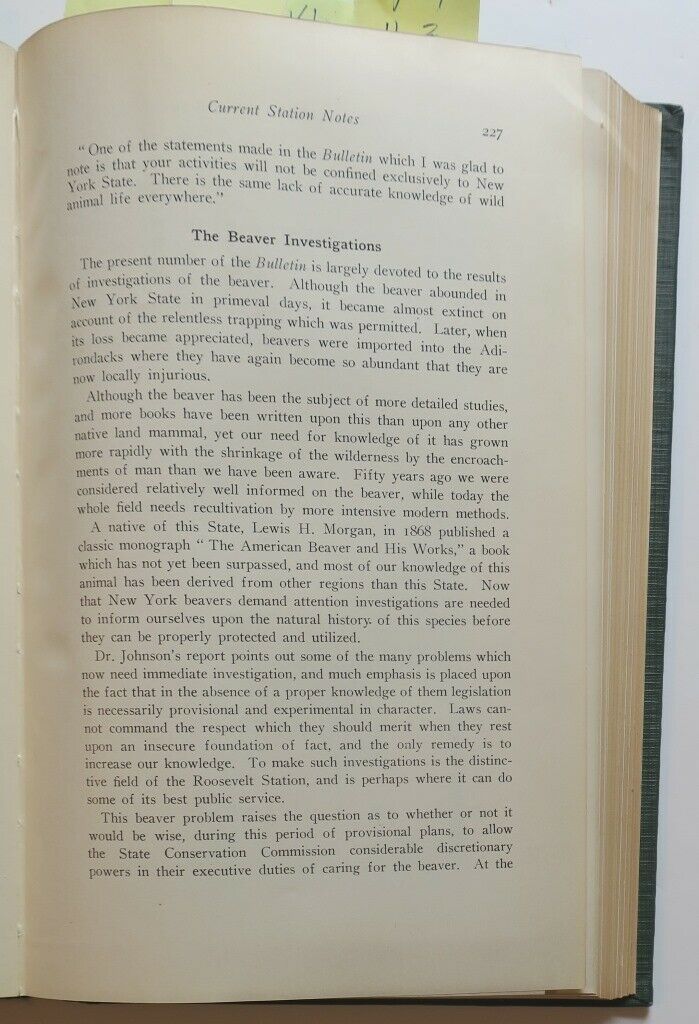 Current Station Notes
227
"One of the statements made in the Bulletin which I was glad to
note is that your activities will not be confined exclusively to New
York State. There is the same lack of accurate knowledge of wild
animal life everywhere."
The Beaver Investigations
The present number of the Bulletin is largely devoted to the results
of investigations of the beaver. Although the beaver abounded in
New York State in primeval days, it became almost extinct on
account of the relentless trapping which was permitted. Later, when
its loss became appreciated, beavers were imported into the Adi-
rondacks where they have again become so abundant that they are
now locally injurious.
Although the beaver has been the subject of more detailed studies,
and more books have been written upon this than upon any other
native land mammal, yet our need for knowledge of it has grown
more rapidly with the shrinkage of the wilderness by the encroach-
ments of man than we have been aware. Fifty years ago we were
considered relatively well informed on the beaver, while today the
whole field needs recultivation by more intensive modern methods.
A native of this State, Lewis H. Morgan, in 1868 published a
classic monograph " The American Beaver and His Works," a book
which has not yet been surpassed, and most of our knowledge of this
animal has been derived from other regions than this State. Now
that New York beavers demand attention investigations are needed
to inform ourselves upon the natural history of this species before
they can be properly protected and utilized.
Dr. Johnson's report points out some of the many problems which
now need immediate investigation, and much emphasis is placed upon
the fact that in the absence of a proper knowledge of them legislation
is necessarily provisional and experimental in character. Laws can-
not command the respect which they should merit when they rest
upon an insecure foundation of fact, and the only remedy is to
increase our knowledge. To make such investigations is the distinc-
tive field of the Roosevelt Station, and is perhaps where it can do
some of its best public service.
This beaver problem raises the question as to whether or not it
would be wise, during this period of provisional plans, to allow
the State Conservation Commission considerable discretionary
powers in their executive duties of caring for the beaver. At the